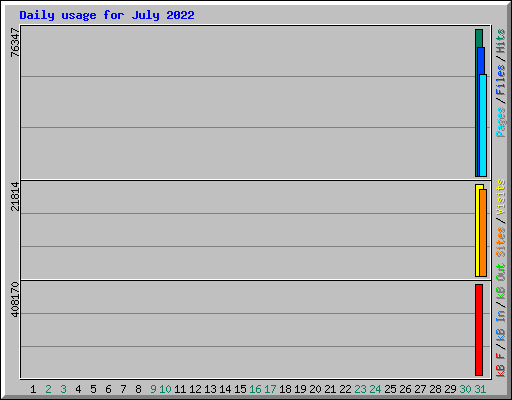 Daily usage for July 2022
76347
21814
408170
Pages/Files/Hits
Sites/Visits
kB F/kB In/kB Out
1 2 3 4 5 6 7 8 9 10 11 12 13 14 15 16 17 18 19 20 21 22 23 24 25 26 27 28 29 30 31